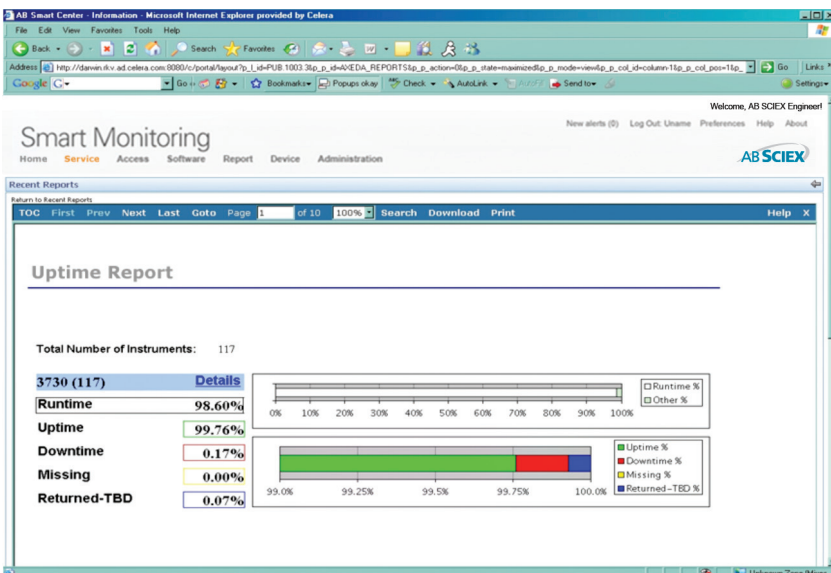 AB Smart Center - Information - Microsoft Internet Explorer provided by Celera
File Edit View Favorites Tools Help
Back Search Favorites
Address http://darwin.rkv.ad.celera.com:8080/c/portal/layout?p_l_id=PUB.1003.3&p_p_id=AXEDA_REPORTS&p_p_action=0&p_p_state=maximized&p_p_mode=view&p_p_col_id=column-1&p_p_col_pos=1&p_ Go Links
Google G Go Bookmarks Popups okay Check AutoLink AutoFill Send to Settings
Welcome, AB SCIEX Engineer!
New alerts (0) Log Out: Uname Preferences Help About
Smart Monitoring
Home Service Access Software Report Device Administration
AB SCIEX
Recent Reports
Return to Recent Reports
TOC First Prev Next Last Goto Page 1 of 10 100% Search Download Print Help X
Uptime Report
Total Number of Instruments: 117
3730 (117) Details
Runtime 98.60%
Uptime 99.76%
Downtime 0.17%
Missing 0.00%
Returned-TBD 0.07%
0% 10% 20% 30% 40% 50% 60% 70% 80% 90% 100%
Runtime %
Other %
99.0% 99.25% 99.5% 99.75% 100.0%
Uptime %
Downtime %
Missing %
Returned-TBD %